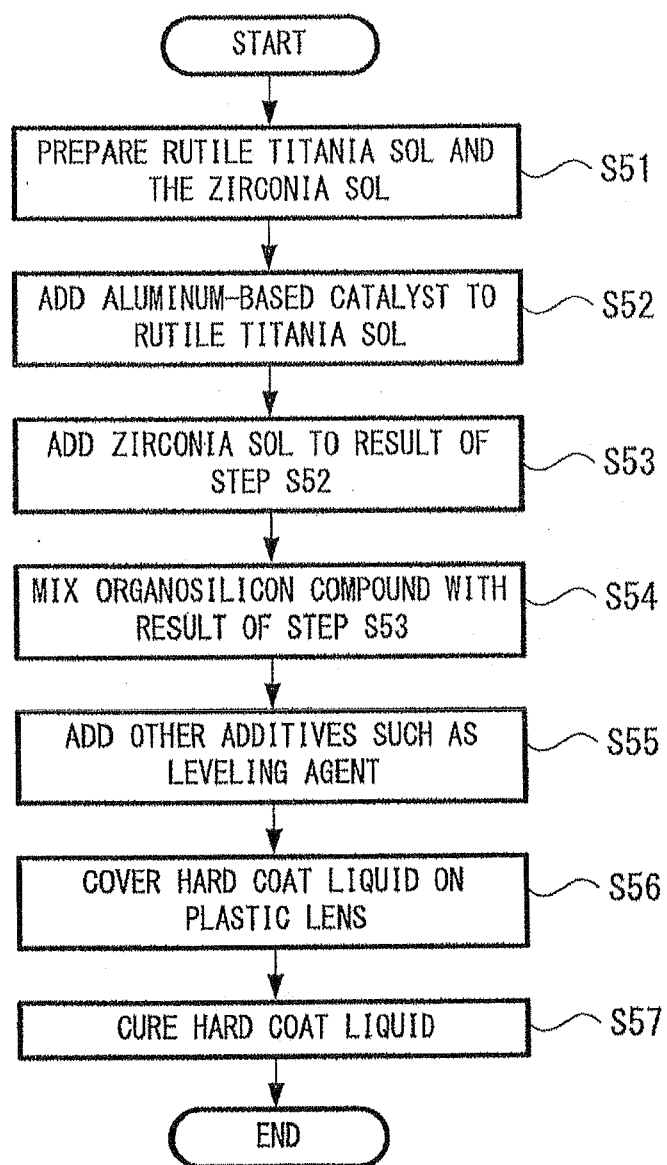 START
PREPARE RUTILE TITANIA SOL AND
THE ZIRCONIA SOL
S51
ADD ALUMINUM-BASED CATALYST TO
RUTILE TITANIA SOL
S52
ADD ZIRCONIA SOL TO RESULT OF
STEP S52
S53
MIX ORGANOSILICON COMPOUND WITH
RESULT OF STEP S53
S54
ADD OTHER ADDITIVES SUCH AS
LEVELING AGENT
S55
COVER HARD COAT LIQUID ON
PLASTIC LENS
S56
CURE HARD COAT LIQUID
S57
END